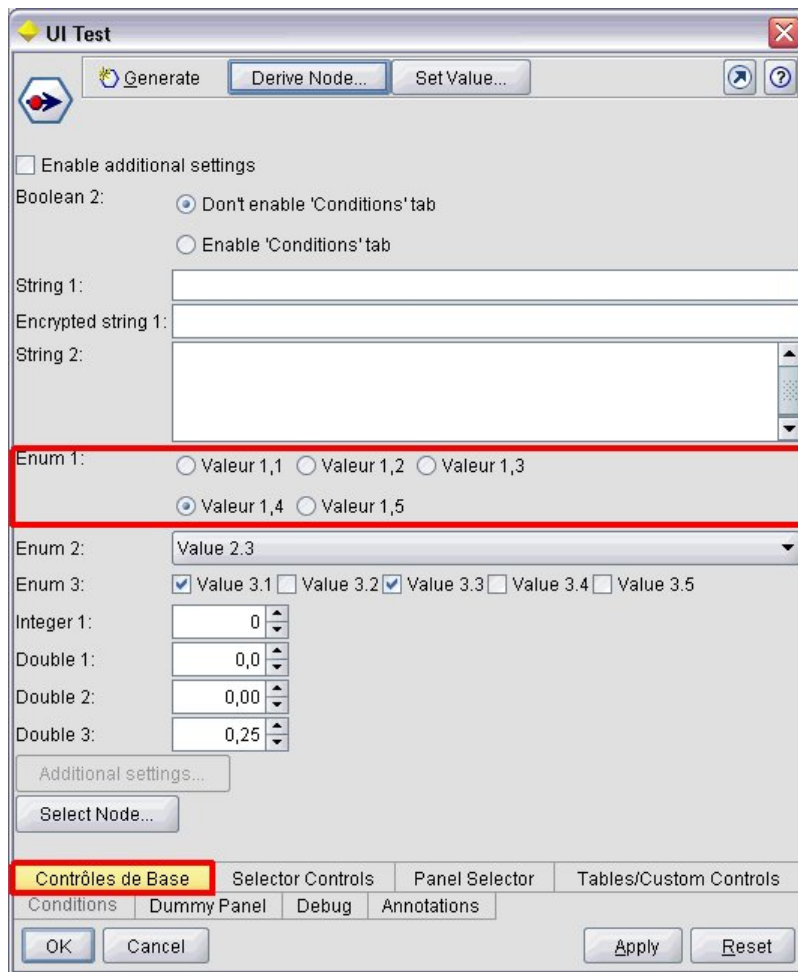 UI Test
Generate Derive Node... Set Value...
Enable additional settings
Boolean 2: Don't enable 'Conditions' tab
Enable 'Conditions' tab
String 1:
Encrypted string 1:
String 2:
Enum 1: Valeur 1,1 Valeur 1,2 Valeur 1,3
Valeur 1,4 Valeur 1,5
Enum 2: Value 2.3
Enum 3: Value 3.1 Value 3.2 Value 3.3 Value 3.4 Value 3.5
Integer 1: 0
Double 1: 0,0
Double 2: 0,00
Double 3: 0,25
Additional settings...
Select Node...
Contrôles de Base Selector Controls Panel Selector Tables/Custom Controls
Conditions Dummy Panel Debug Annotations
OK Cancel Apply Reset